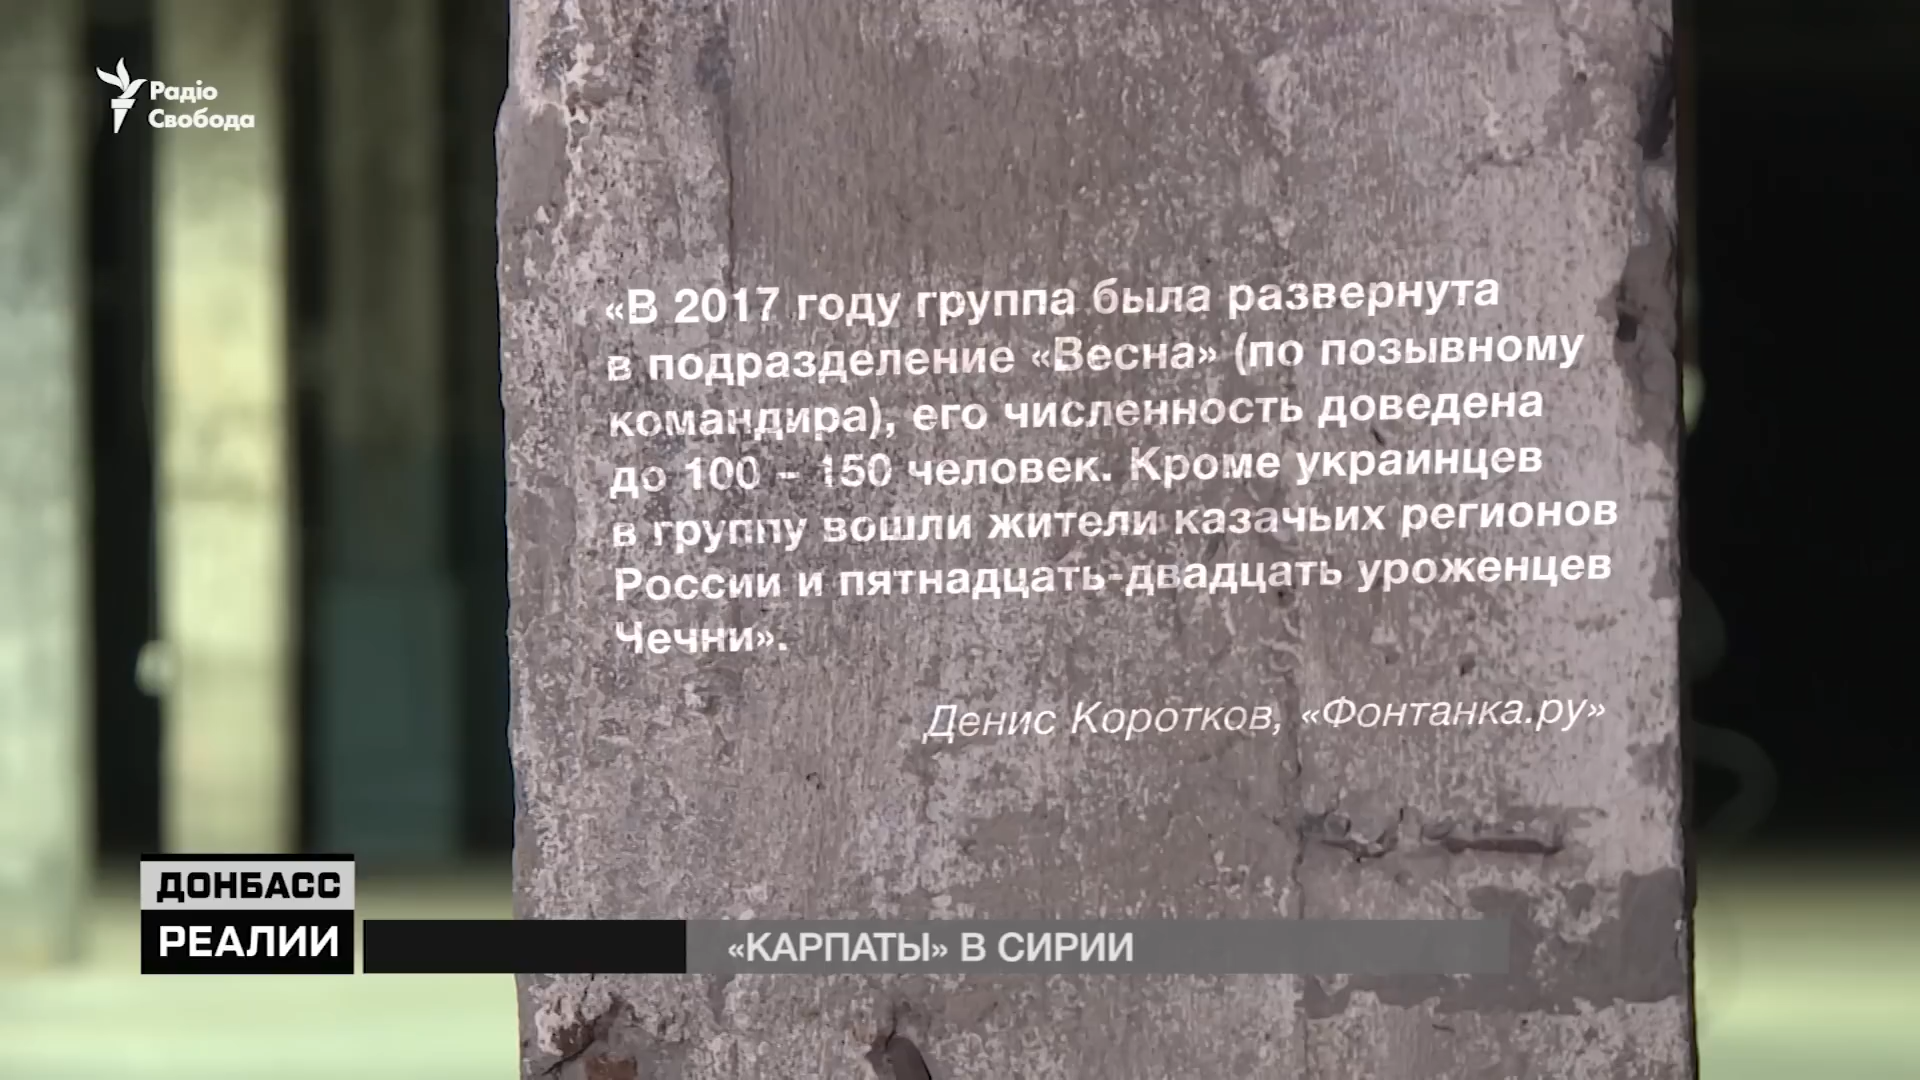 Радіо
Свобода
«В 2017 году группа была развернута
в подразделение «Весна» (по позывному
командира), его численность доведена
до 100 – 150 человек. Кроме украинцев
в группу вошли жители казачьих регионов
России и пятнадцать-двадцать уроженцев
Чечни».
Денис Коротков, «Фонтанка.ру»
ДОНБАСС
РЕАЛИИ
«КАРПАТЫ» В СИРИИ